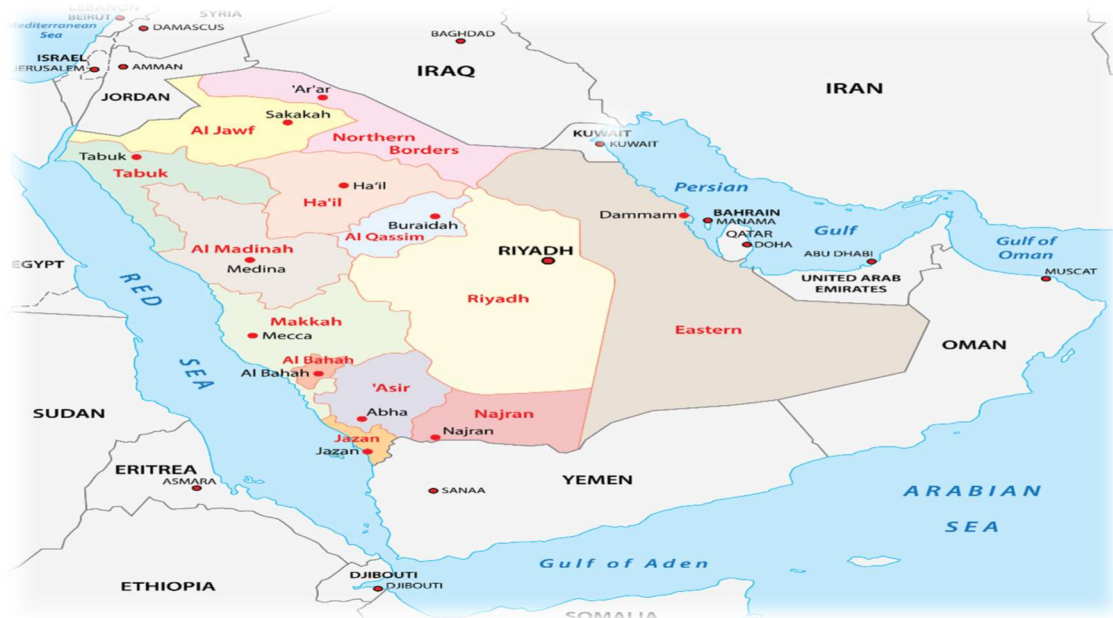 LEBANON
BEIRUT
SYRIA
DAMASCUS
Mediterranean
Sea
BAGHDAD
ISRAEL
JERUSALEM
AMMAN
IRAQ
IRAN
JORDAN
'Ar'ar
Sakakah
Al Jawf
Northern
Borders
KUWAIT
KUWAIT
Tabuk
Tabuk
Ha'il
Ha'il
Persian
Gulf
Dammam
BAHRAIN
MANAMA
QATAR
DOHA
Buraidah
Al Qassim
Al Madinah
Medina
RIYADH
Riyadh
ABU DHABI
UNITED ARAB
EMIRATES
Gulf of
Oman
MUSCAT
EGYPT
RED
SEA
Makkah
Mecca
Eastern
OMAN
Al Bahah
Al Bahah
'Asir
Abha
Najran
Najran
SUDAN
Jazan
Jazan
ERITREA
ASMARA
SANAA
YEMEN
ARABIAN
SEA
Gulf of Aden
DJIBOUTI
DJIBOUTI
ETHIOPIA
SOMALIA